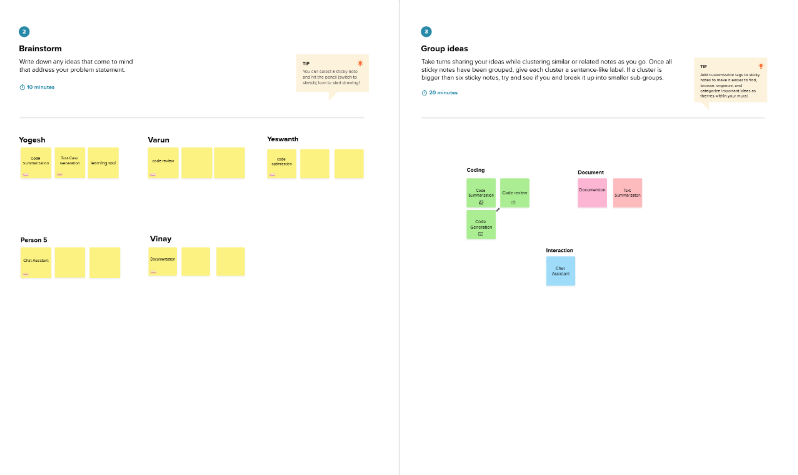 2
Brainstorm
Write down any ideas that come to mind
that address your problem statement.
10 minutes
TIP
You can select a sticky note
and hit the pencil [switch to
sketch] icon to start drawing!
Yogesh
Code
Summarization
Test Case
Generation
learning tool
Varun
code review
Yeswanth
code
optimization
Person 5
Chat Assistant
Vinay
Documentation
3
Group ideas
Take turns sharing your ideas while clustering similar or related notes as you go. Once all
sticky notes have been grouped, give each cluster a sentence-like label. If a cluster is
bigger than six sticky notes, try and see if you and break it up into smaller sub-groups.
20 minutes
TIP
Add customizable tags to sticky
notes to make it easier to find,
browse, organize, and
categorize important ideas as
themes within your mural.
Coding
Code
Summarization
Code review
Code
Generation
Document
Documentation
Text
Summarization
Interaction
Chat
Assistant